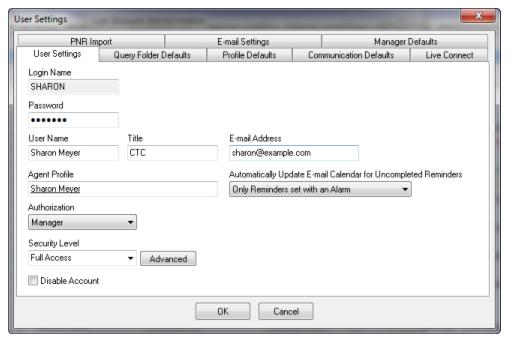 User Settings
PNR Import E-mail Settings Manager Defaults
User Settings Query Folder Defaults Profile Defaults Communication Defaults Live Connect
Login Name
SHARON
Password
•••••••
User Name Title E-mail Address
Sharon Meyer CTC sharon@example.com
Agent Profile Automatically Update E-mail Calendar for Uncompleted Reminders
Sharon Meyer Only Reminders set with an Alarm
Authorization
Manager
Security Level
Full Access Advanced
Disable Account
OK Cancel